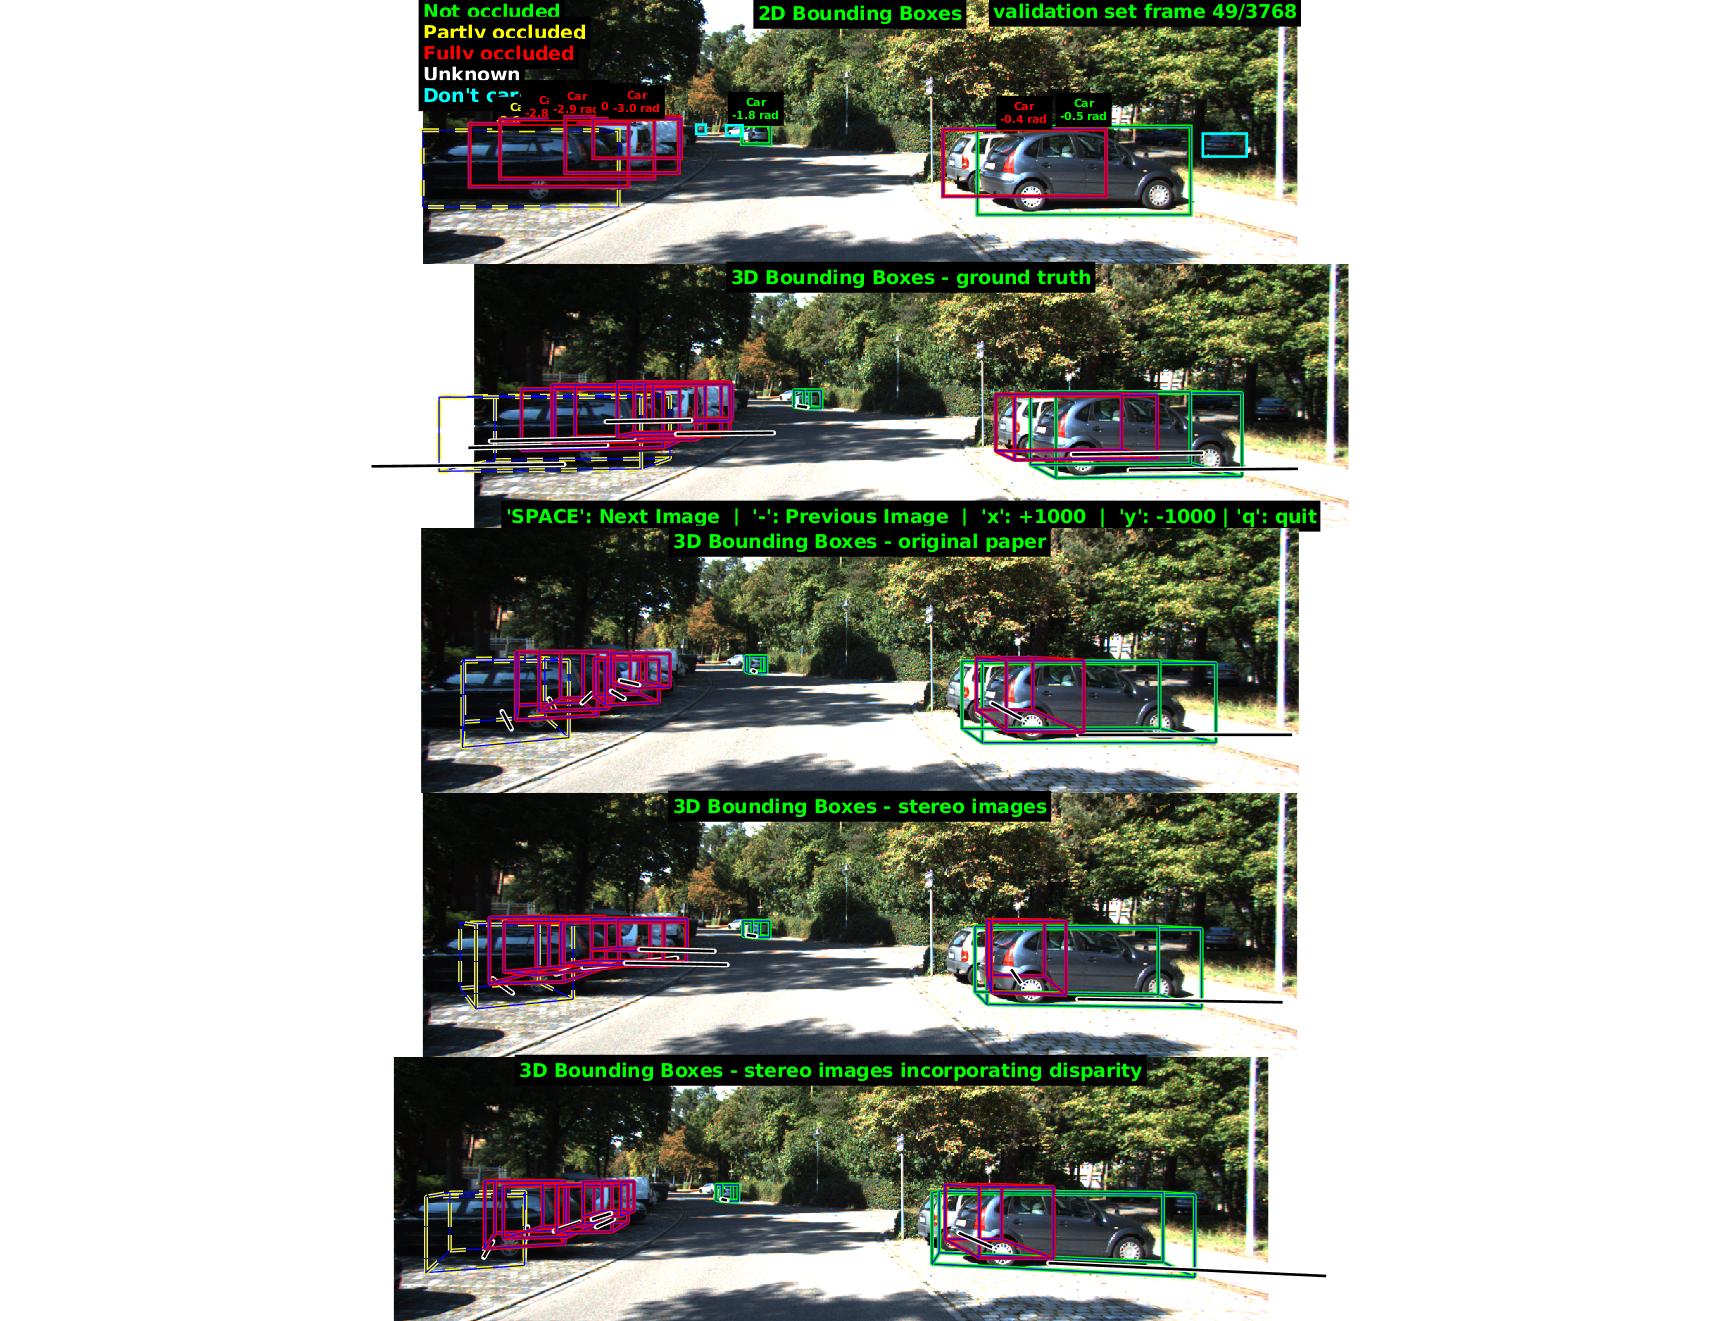 Not occluded
2D Bounding Boxes
validation set frame 49/3768
Partly occluded
Fully occluded
Unknown
Don't car
Car
-2.9 rad
Car
-3.0 rad
Car
-1.8 rad
Car
-0.4 rad
Car
-0.5 rad
3D Bounding Boxes - ground truth
'SPACE': Next Image | '-': Previous Image | 'x': +1000 | 'y': -1000 | 'q': quit
3D Bounding Boxes - original paper
3D Bounding Boxes - stereo images
3D Bounding Boxes - stereo images incorporating disparity